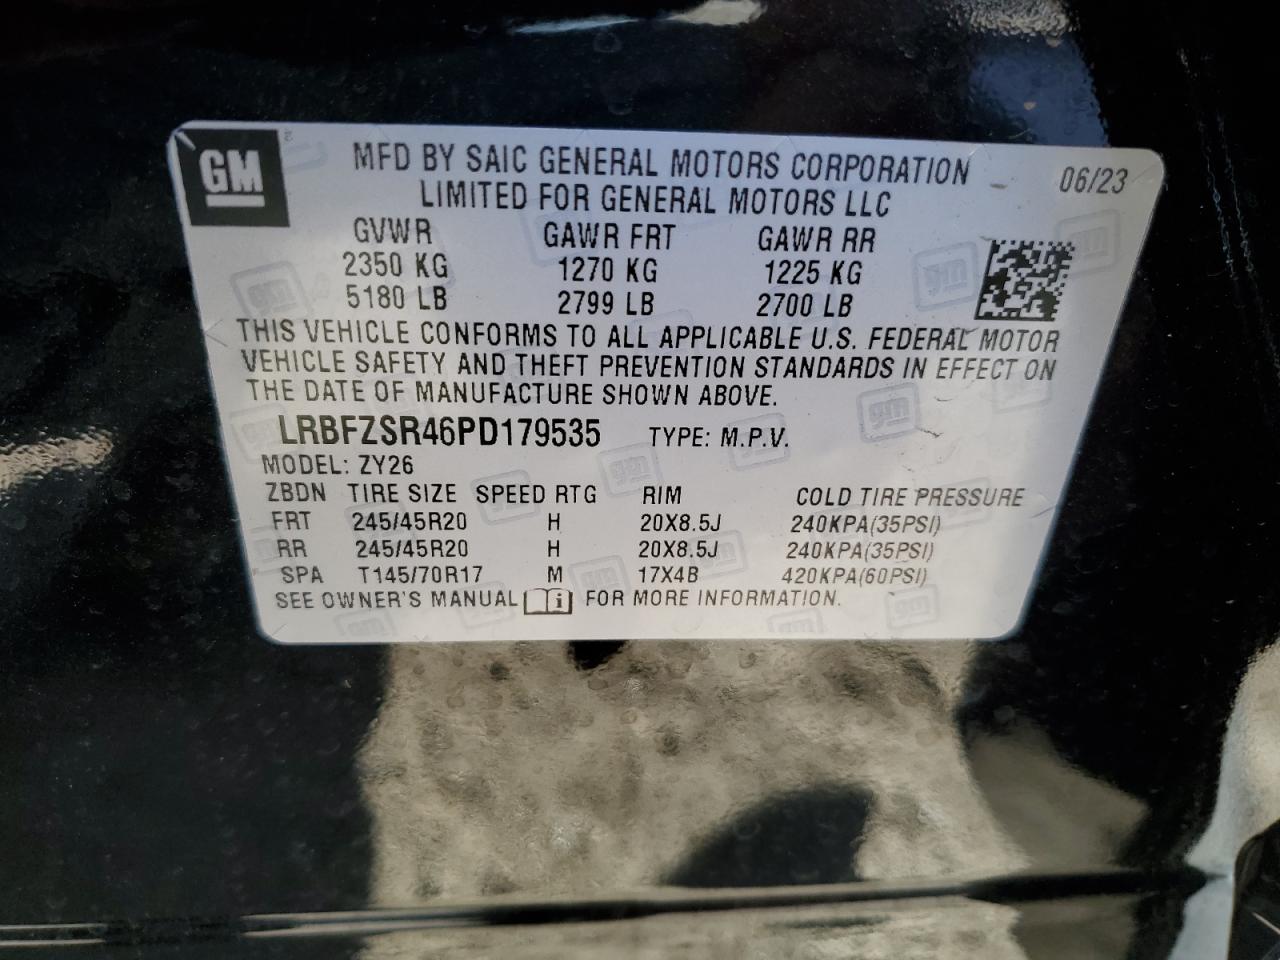 GM
MFD BY SAIC GENERAL MOTORS CORPORATION
LIMITED FOR GENERAL MOTORS LLC
06/23
GVWR GAWR FRT GAWR RR
2350 KG 1270 KG 1225 KG
5180 LB 2799 LB 2700 LB
THIS VEHICLE CONFORMS TO ALL APPLICABLE U.S. FEDERAL MOTOR
VEHICLE SAFETY AND THEFT PREVENTION STANDARDS IN EFFECT ON
THE DATE OF MANUFACTURE SHOWN ABOVE.
LRBFZSR46PD179535 TYPE: M.P.V.
MODEL: ZY26
ZBDN TIRE SIZE SPEED RTG RIM COLD TIRE PRESSURE
FRT 245/45R20 H 20X8.5J 240KPA(35PSI)
RR 245/45R20 H 20X8.5J 240KPA(35PSI)
SPA T145/70R17 M 17X4B 420KPA(60PSI)
SEE OWNER'S MANUAL i FOR MORE INFORMATION.